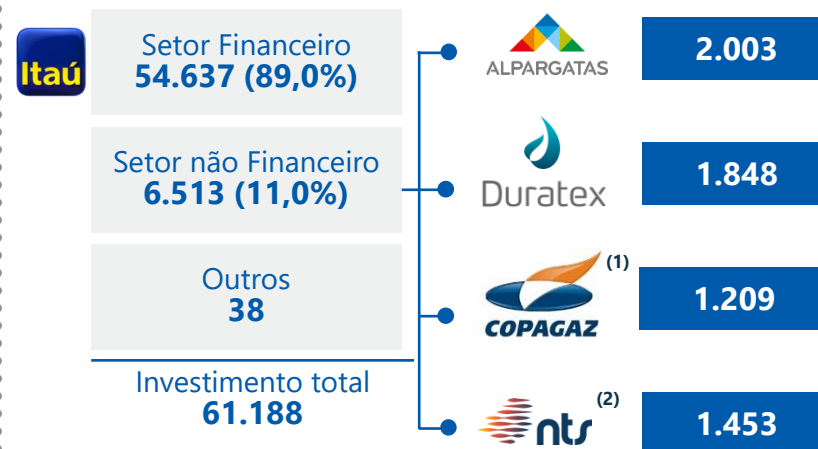 Itaú
Setor Financeiro
54.637 (89,0%)
Setor não Financeiro
6.513 (11,0%)
Outros
38
Investimento total
61.188
ALPARGATAS
2.003
Duratex
1.848
COPAGAZ (1)
1.209
nts (2)
1.453